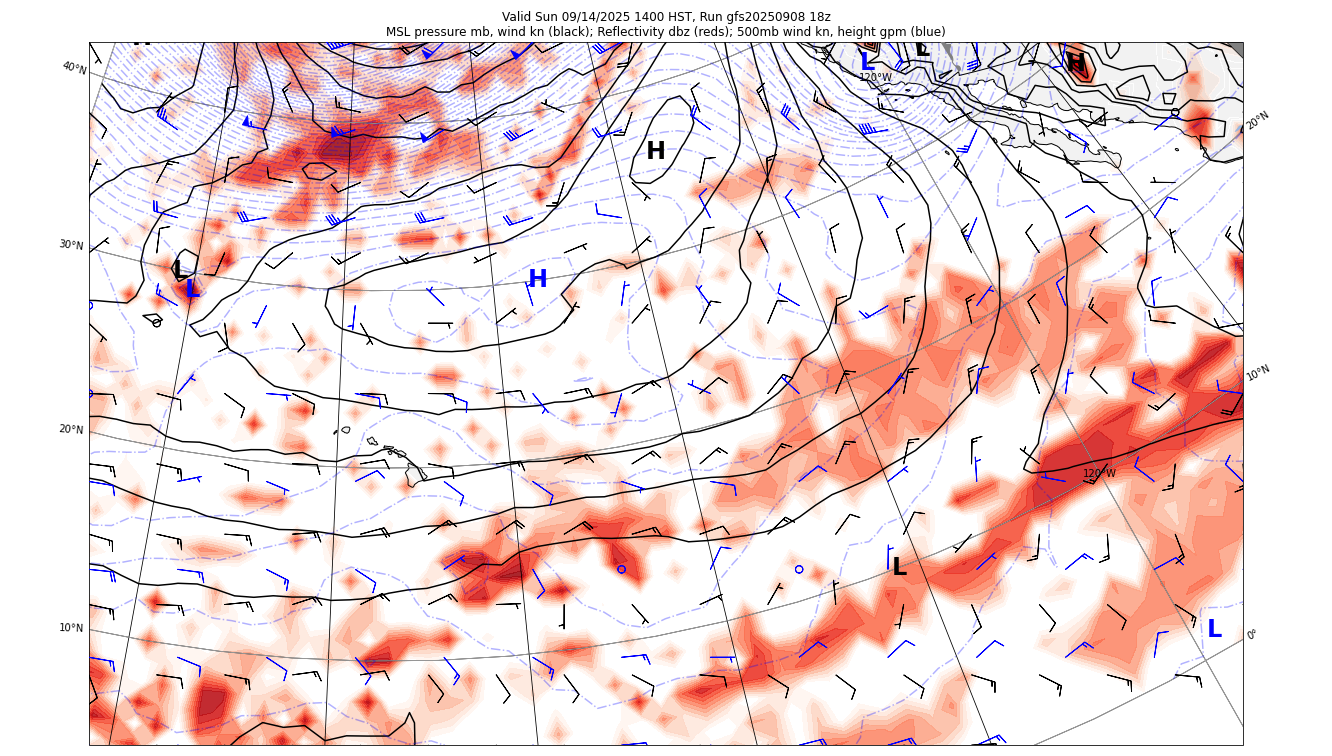 Valid Sun 09/14/2025 1400 HST, Run gfs20250908 18z
MSL pressure mb, wind kn (black); Reflectivity dbz (reds); 500mb wind kn, height gpm (blue)
H
L
L
H
40°N
120°W
20°N
H
30°N
L
L
H
10°N
20°N
120°W
L
10°N
L
0°